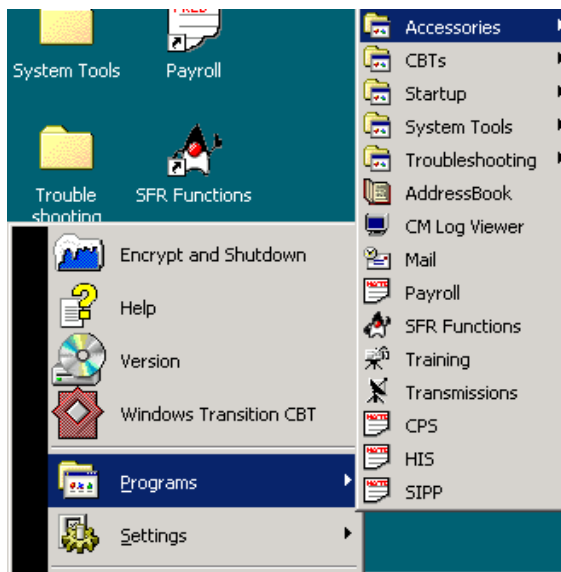 System Tools
Payroll
Trouble
shooting
SFR Functions
Encrypt and Shutdown
Help
Version
Windows Transition CBT
Programs
Settings
Accessories
CBTs
Startup
System Tools
Troubleshooting
AddressBook
CM Log Viewer
Mail
Payroll
SFR Functions
Training
Transmissions
CPS
HIS
SIPP